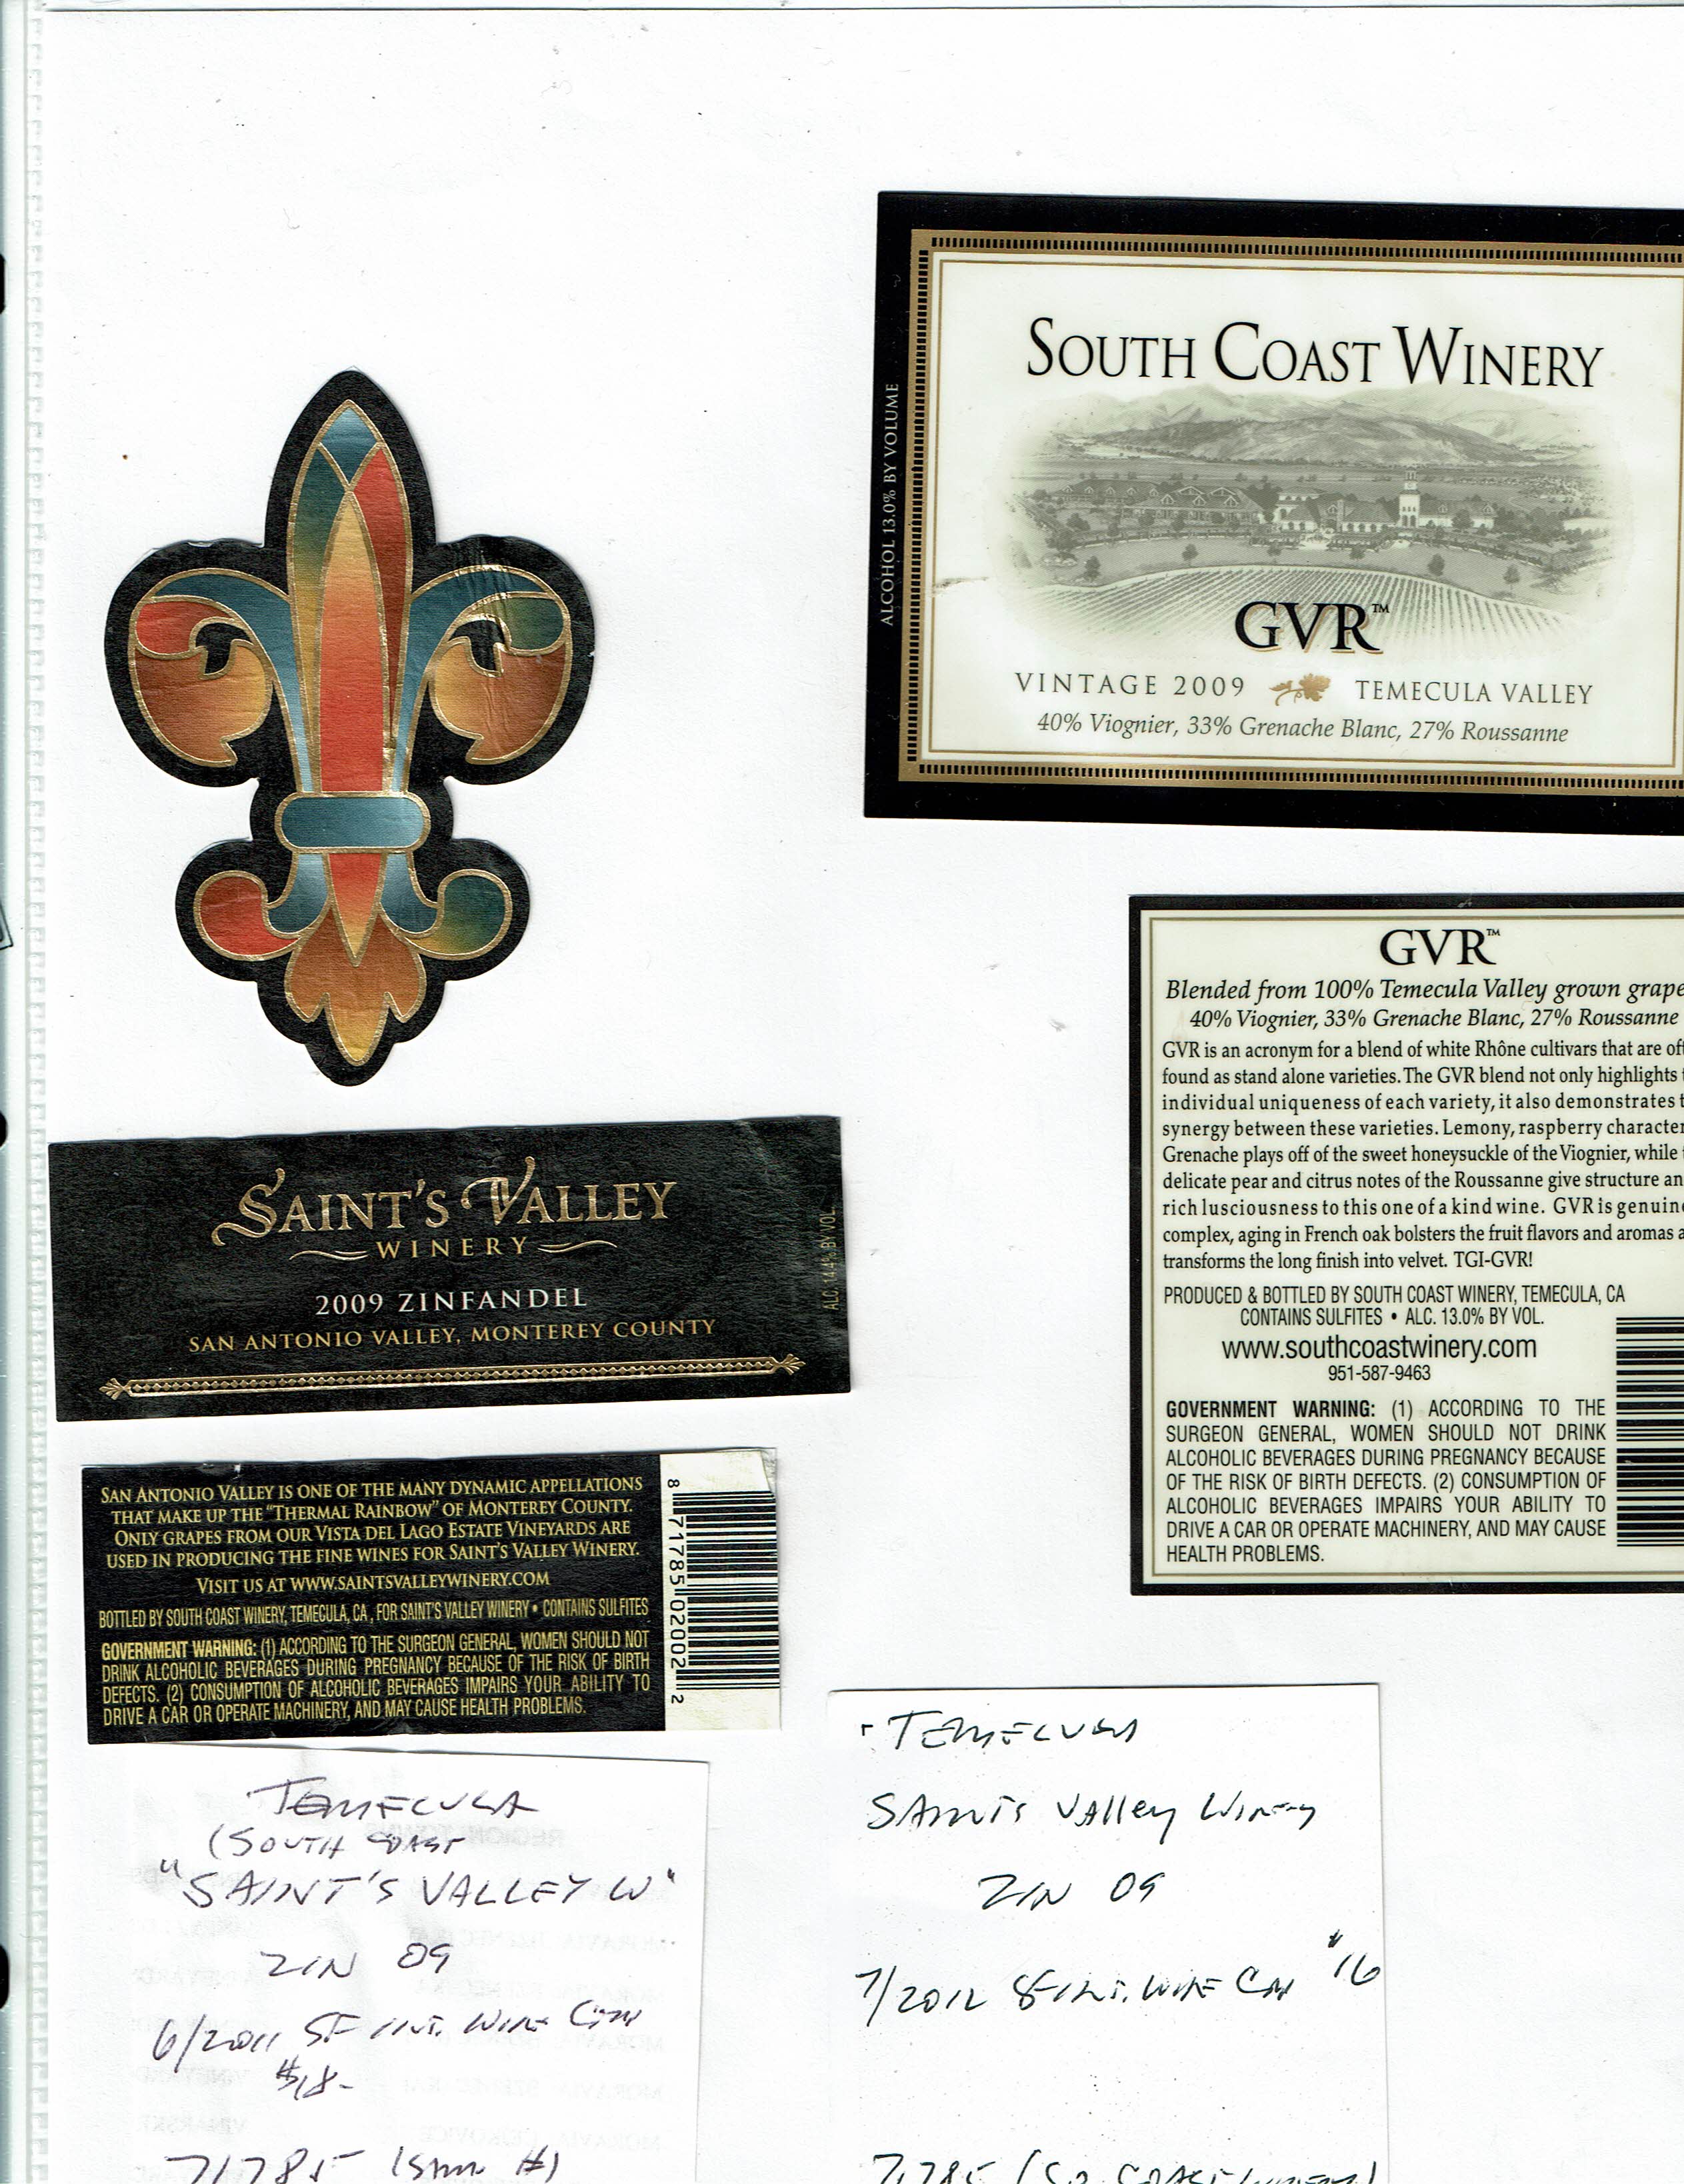 SAINT'S VALLEY
WINERY
2009 ZINFANDEL
SAN ANTONIO VALLEY, MONTEREY COUNTY
ALC. 14.4% BY VOL.
SAN ANTONIO VALLEY IS ONE OF THE MANY DYNAMIC APPELLATIONS
THAT MAKE UP THE "THERMAL RAINBOW" OF MONTEREY COUNTY.
ONLY GRAPES FROM OUR VISTA DEL LAGO ESTATE VINEYARDS ARE
USED IN PRODUCING THE FINE WINES FOR SAINT'S VALLEY WINERY.
VISIT US AT WWW.SAINTSVALLEYWINERY.COM
BOTTLED BY SOUTH COAST WINERY, TEMECULA, CA, FOR SAINT'S VALLEY WINERY • CONTAINS SULFITES
GOVERNMENT WARNING: (1) ACCORDING TO THE SURGEON GENERAL, WOMEN SHOULD NOT
DRINK ALCOHOLIC BEVERAGES DURING PREGNANCY BECAUSE OF THE RISK OF BIRTH
DEFECTS. (2) CONSUMPTION OF ALCOHOLIC BEVERAGES IMPAIRS YOUR ABILITY TO
DRIVE A CAR OR OPERATE MACHINERY, AND MAY CAUSE HEALTH PROBLEMS.
8 71785 02002 2
TEMECULA
(SOUTH COAST
"SAINT'S VALLEY W"
ZIN 09
6/2011 SF INT. WINE COM
$18-
71785 (
SOUTH COAST WINERY
ALCOHOL 13.0% BY VOLUME
GVR™
VINTAGE 2009 TEMECULA VALLEY
40% Viognier, 33% Grenache Blanc, 27% Roussanne
GVR™
Blended from 100% Temecula Valley grown grape
40% Viognier, 33% Grenache Blanc, 27% Roussanne
GVR is an acronym for a blend of white Rhône cultivars that are oft
found as stand alone varieties. The GVR blend not only highlights t
individual uniqueness of each variety, it also demonstrates t
synergy between these varieties. Lemony, raspberry character
Grenache plays off of the sweet honeysuckle of the Viognier, while t
delicate pear and citrus notes of the Roussanne give structure an
rich lusciousness to this one of a kind wine. GVR is genuine
complex, aging in French oak bolsters the fruit flavors and aromas a
transforms the long finish into velvet. TGI-GVR!
PRODUCED & BOTTLED BY SOUTH COAST WINERY, TEMECULA, CA
CONTAINS SULFITES • ALC. 13.0% BY VOL.
www.southcoastwinery.com
951-587-9463
GOVERNMENT WARNING: (1) ACCORDING TO THE
SURGEON GENERAL, WOMEN SHOULD NOT DRINK
ALCOHOLIC BEVERAGES DURING PREGNANCY BECAUSE
OF THE RISK OF BIRTH DEFECTS. (2) CONSUMPTION OF
ALCOHOLIC BEVERAGES IMPAIRS YOUR ABILITY TO
DRIVE A CAR OR OPERATE MACHINERY, AND MAY CAUSE
HEALTH PROBLEMS.
TEMECULA
SAINTS Valley Winery
ZIN 09
7/2012 SF INT. WINE COM $16
71785 (SO COAST WINERY)